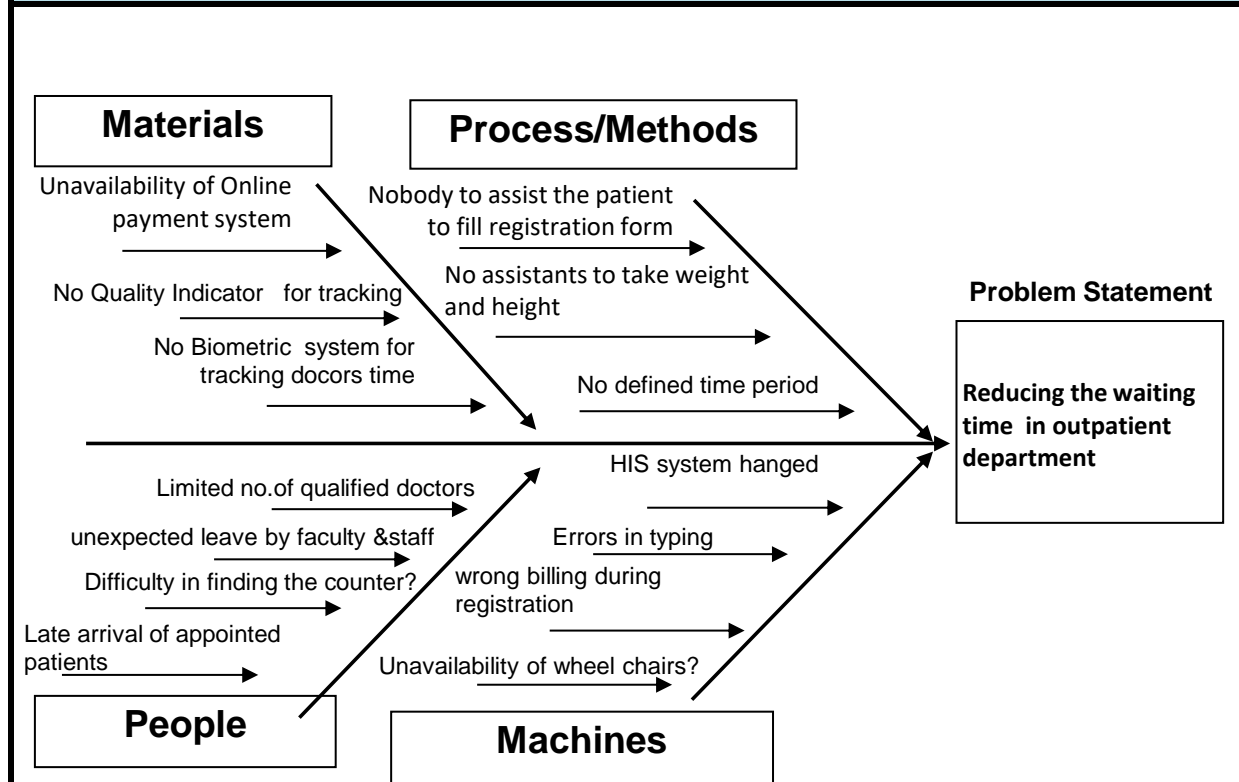 Materials
Unavailability of Online
payment system
No Quality Indicator for tracking
No Biometric system for
tracking docors time
Process/Methods
Nobody to assist the patient
to fill registration form
No assistants to take weight
and height
No defined time period
Problem Statement
Reducing the waiting
time in outpatient
department
Limited no.of qualified doctors
unexpected leave by faculty &staff
Difficulty in finding the counter?
Late arrival of appointed
patients
People
HIS system hanged
Errors in typing
wrong billing during
registration
Unavailability of wheel chairs?
Machines